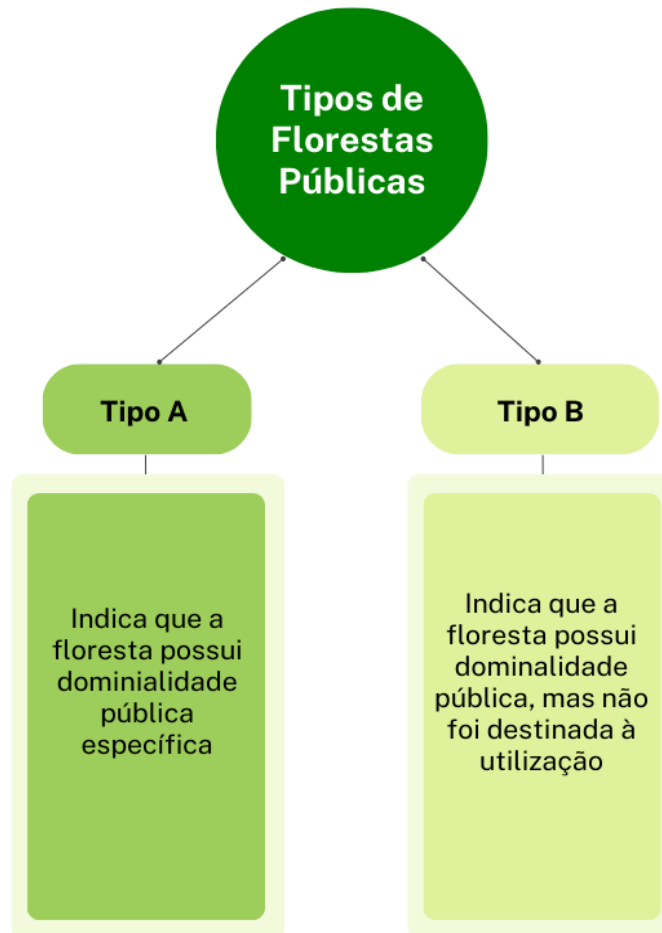 Tipos de
Florestas
Públicas
Tipo A
Tipo B
Indica que a
floresta possui
dominialidade
pública
específica
Indica que a
floresta possui
dominalidade
pública, mas não
foi destinada à
utilização